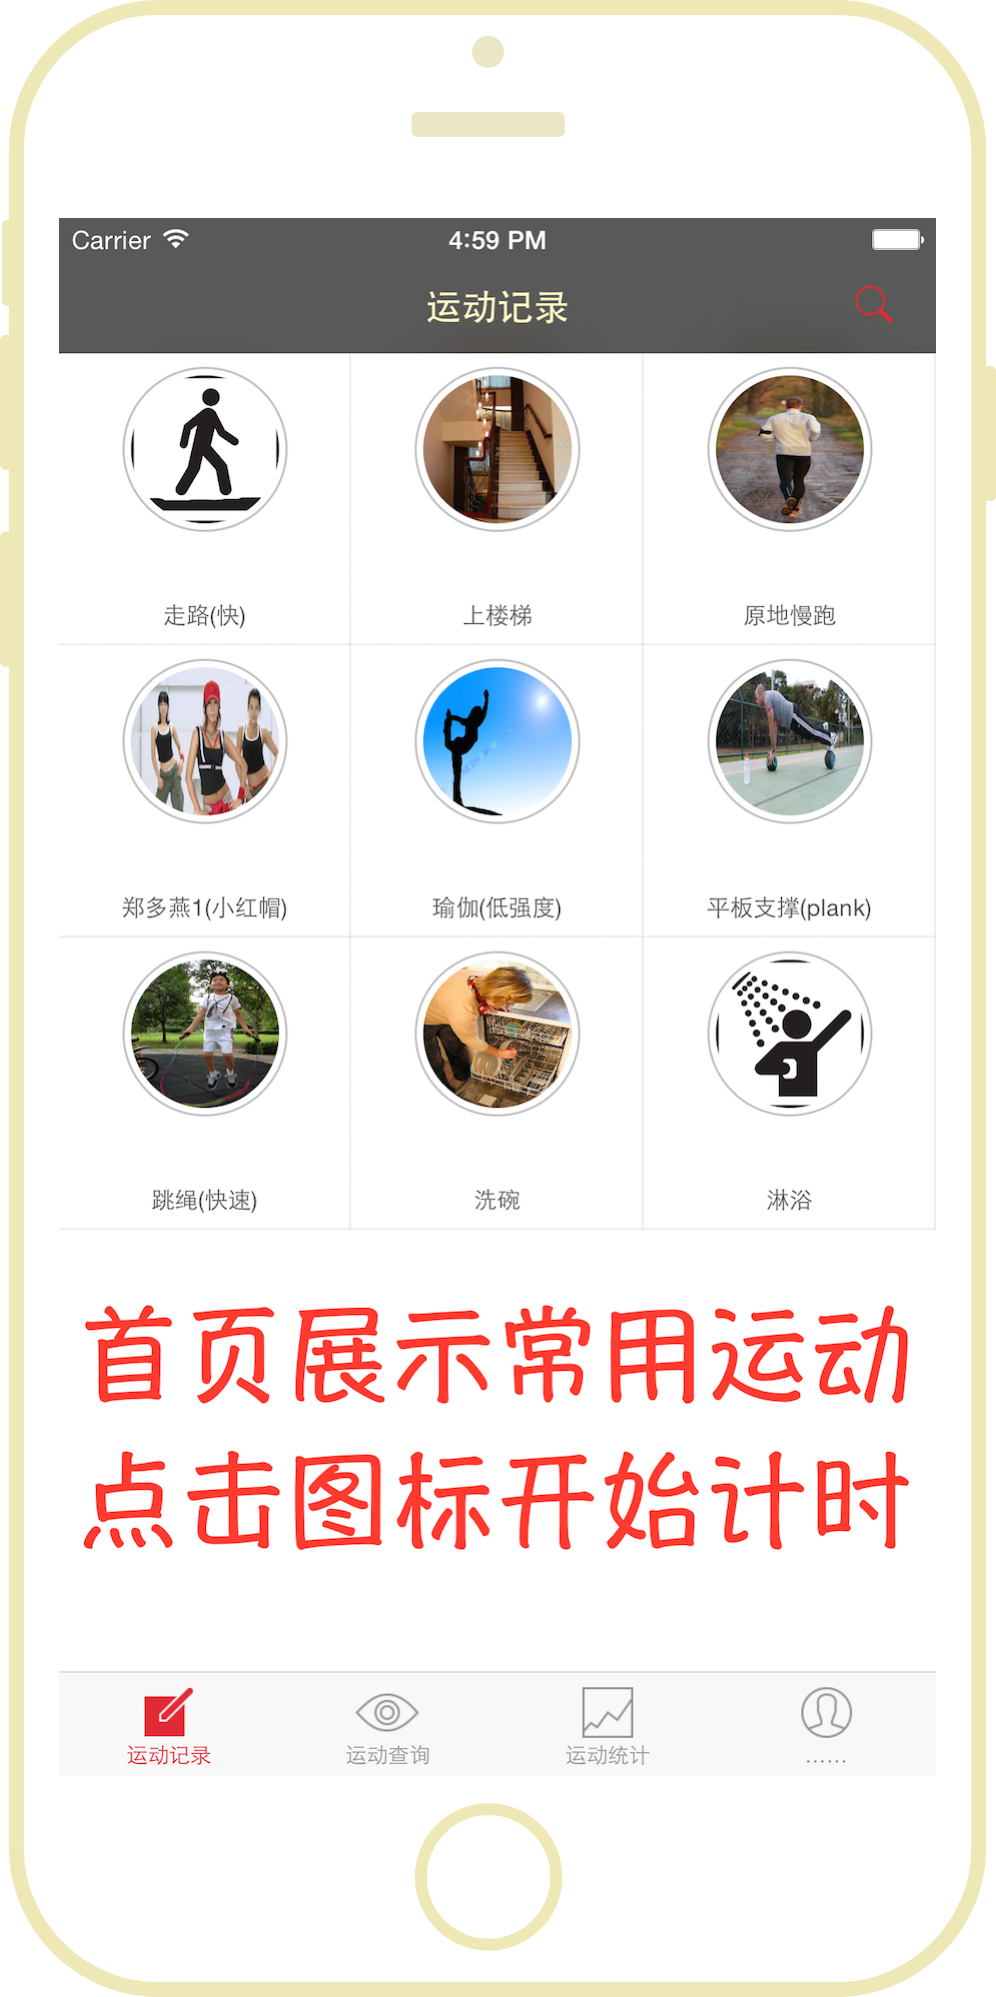 Carrier
4:59 PM
运动记录
走路(快)
上楼梯
原地慢跑
郑多燕1(小红帽)
瑜伽(低强度)
平板支撑(plank)
跳绳(快速)
洗碗
淋浴
首页展示常用运动
点击图标开始计时
运动记录
运动查询
运动统计
......